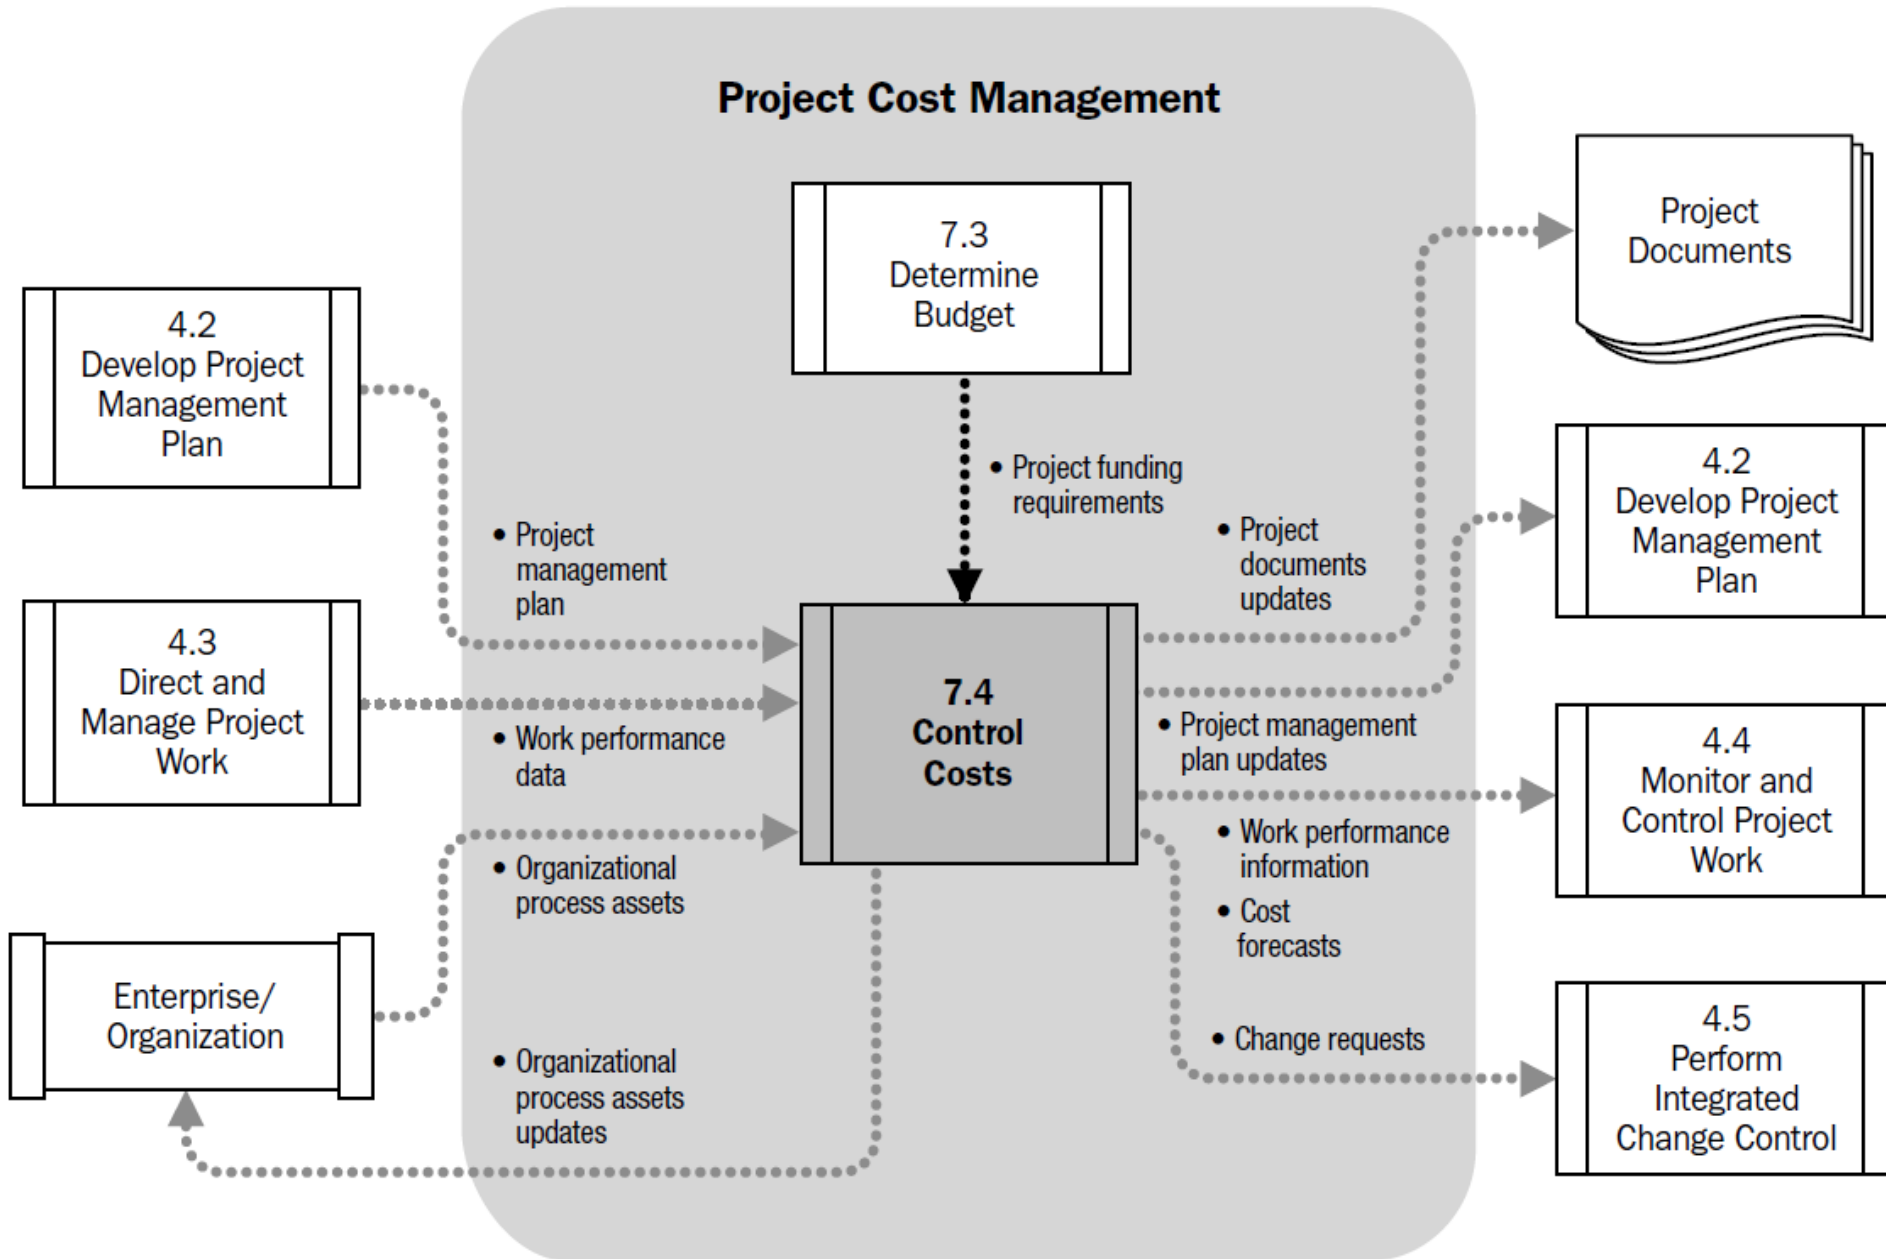 Project Cost Management
7.3
Determine
Budget
Project
Documents
4.2
Develop Project
Management
Plan
• Project funding
requirements
4.2
Develop Project
Management
Plan
• Project
management
plan
• Project
documents
updates
4.3
Direct and
Manage Project
Work
7.4
Control
Costs
• Work performance
data
• Project management
plan updates
4.4
Monitor and
Control Project
Work
• Organizational
process assets
• Work performance
information
• Cost
forecasts
Enterprise/
Organization
• Organizational
process assets
updates
• Change requests
4.5
Perform
Integrated
Change Control